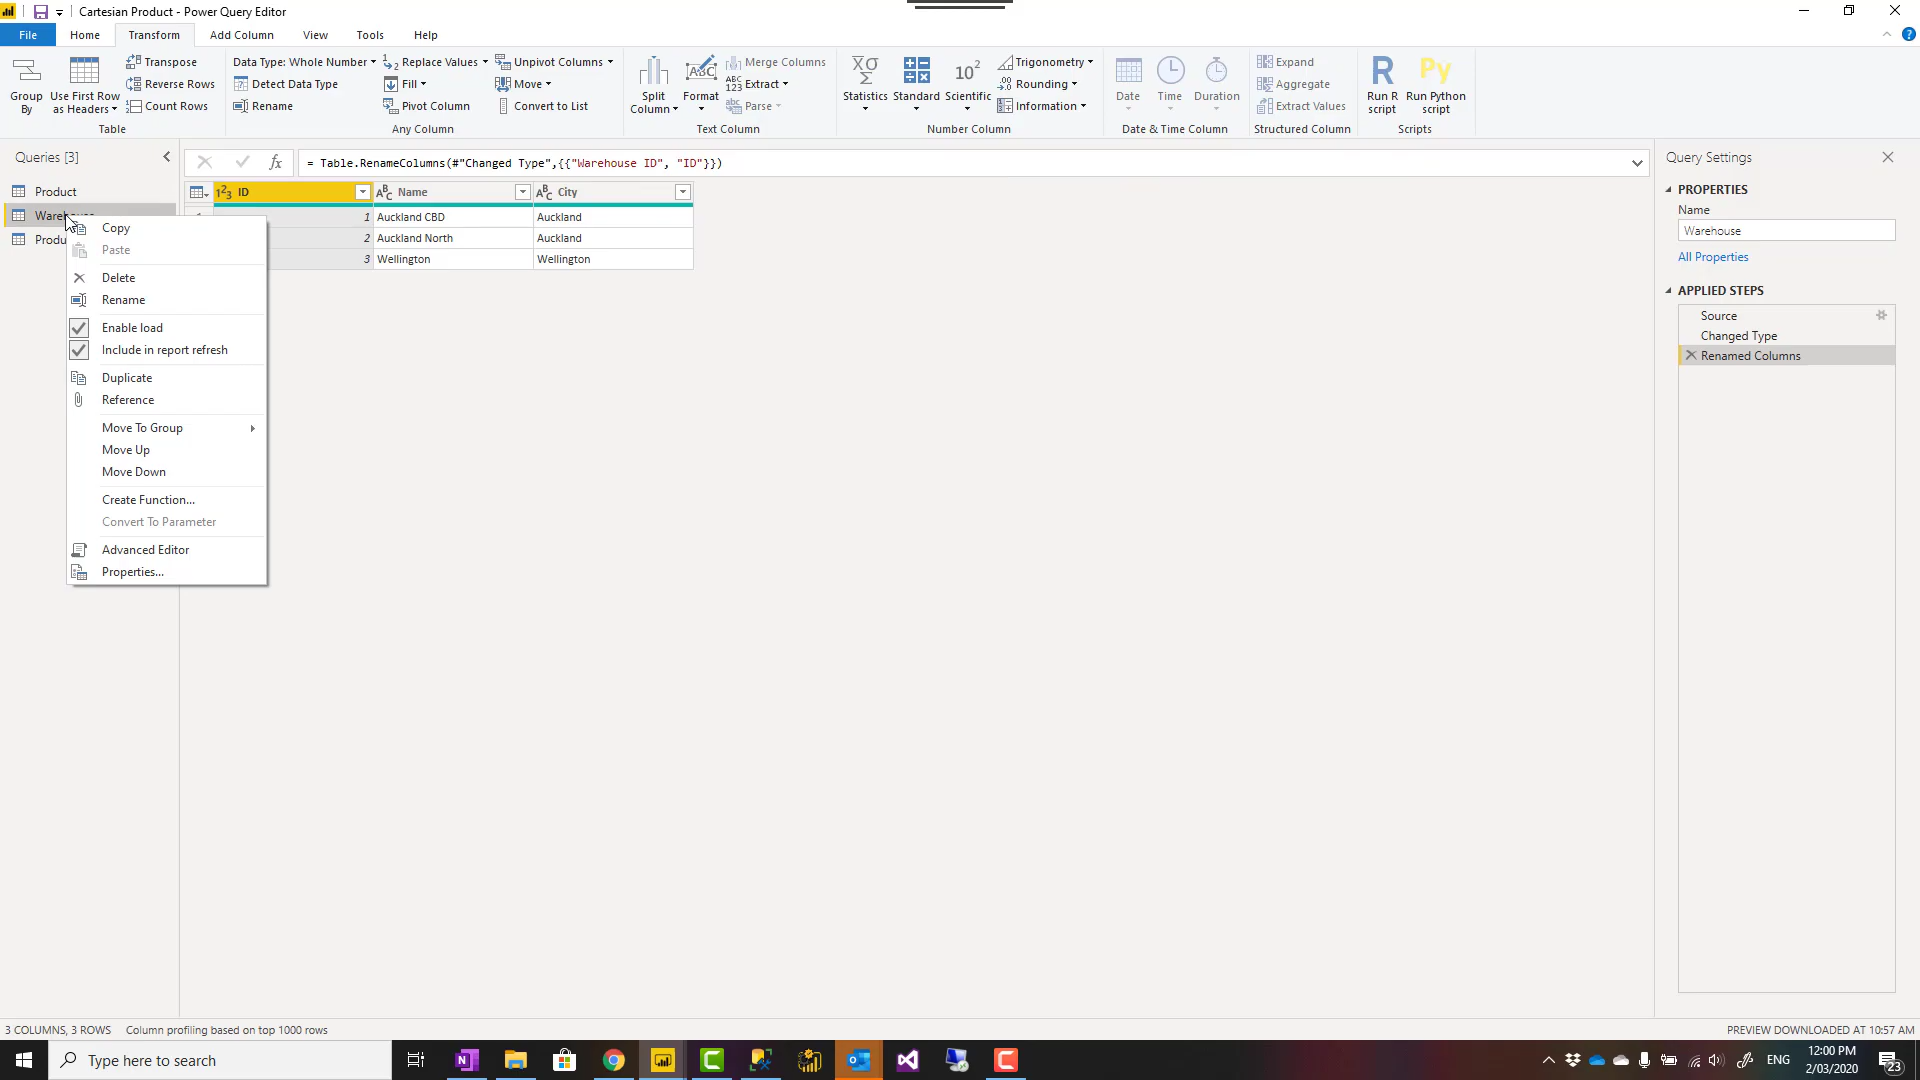 Cartesian Product - Power Query Editor
File Home Transform Add Column View Tools Help
Group By
Use First Row as Headers
Transpose
Reverse Rows
Count Rows
Table
Data Type: Whole Number
Detect Data Type
Rename
Replace Values
Fill
Pivot Column
Unpivot Columns
Move
Convert to List
Any Column
Split Column
Format
Merge Columns
Extract
Parse
Text Column
Statistics
Standard
Scientific
Trigonometry
Rounding
Information
Number Column
Date
Time
Duration
Date & Time Column
Expand
Aggregate
Extract Values
Structured Column
Run R script
Run Python script
Scripts
Queries [3]
Product
= Table.RenameColumns(#"Changed Type",{{"Warehouse ID", "ID"}})
ID Name City
1 Auckland CBD Auckland
2 Auckland North Auckland
3 Wellington Wellington
Copy
Paste
Delete
Rename
Enable load
Include in report refresh
Duplicate
Reference
Move To Group
Move Up
Move Down
Create Function...
Convert To Parameter
Advanced Editor
Properties...
Query Settings
PROPERTIES
Name
Warehouse
All Properties
APPLIED STEPS
Source
Changed Type
Renamed Columns
3 COLUMNS, 3 ROWS Column profiling based on top 1000 rows
PREVIEW DOWNLOADED AT 10:57 AM
Type here to search
ENG
12:00 PM
2/03/2020
23